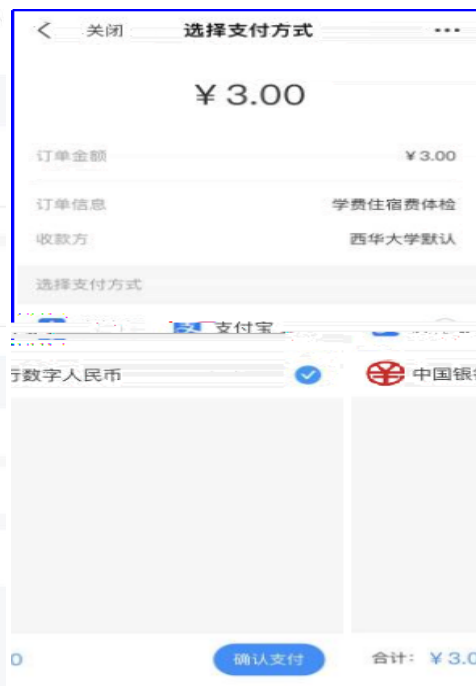 关闭 选择支付方式
¥ 3.00
订单金额 ¥3.00
订单信息 学费住宿费体检
收款方 西华大学默认
选择支付方式
支付宝
行数字人民币 中国银
0 确认支付 合计: ¥ 3.0